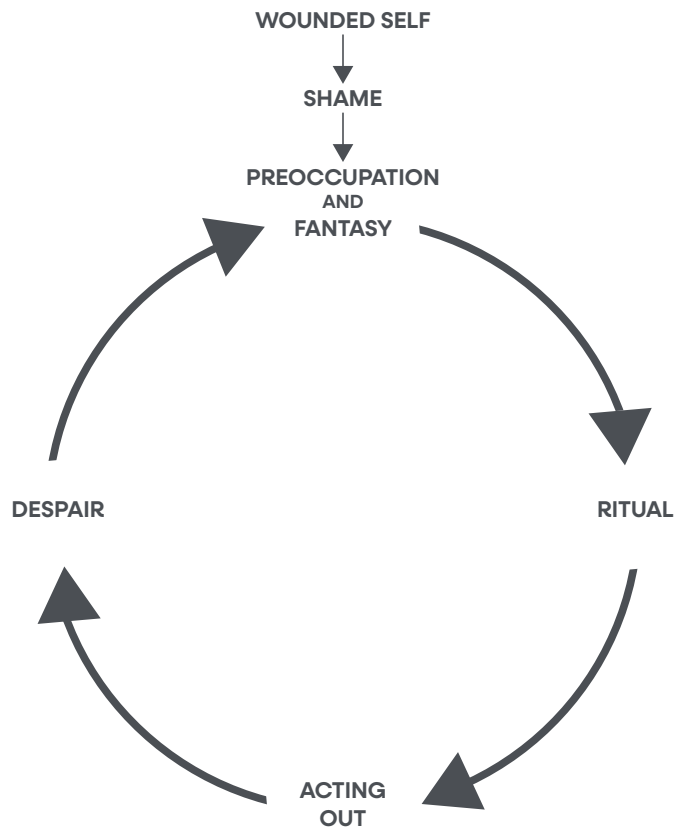 WOUNDED SELF
SHAME
PREOCCUPATION
AND
FANTASY
DESPAIR
RITUAL
ACTING
OUT